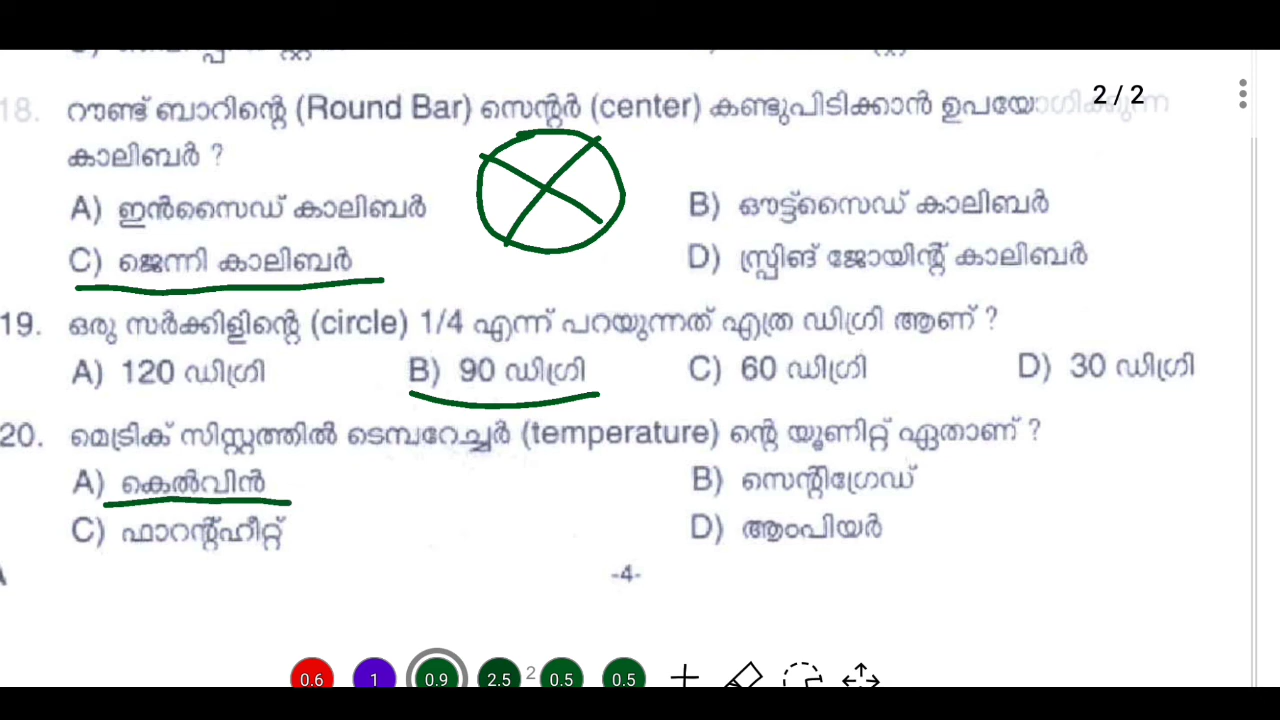 18. റൗണ്ട് ബാറിന്റെ (Round Bar) സെന്റർ (center) കണ്ടുപിടിക്കാൻ ഉപയോഗിക്കുന്ന
2 / 2
കാലിബർ ?
A) ഇൻസൈഡ് കാലിബർ B) ഔട്ട്സൈഡ് കാലിബർ
C) ജെന്നി കാലിബർ D) സ്പ്രിങ് ജോയിന്റ് കാലിബർ
19. ഒരു സർക്കിളിന്റെ (circle) 1/4 എന്ന് പറയുന്നത് എത്ര ഡിഗ്രി ആണ് ?
A) 120 ഡിഗ്രി B) 90 ഡിഗ്രി C) 60 ഡിഗ്രി D) 30 ഡിഗ്രി
20. മെട്രിക് സിസ്റ്റത്തിൽ ടെമ്പറേച്ചർ (temperature) ന്റെ യൂണിറ്റ് ഏതാണ് ?
A) കെൽവിൻ B) സെന്റിഗ്രേഡ്
C) ഫാറന്റ്ഹീറ്റ് D) ആംപിയർ
-4-
0.6 1 0.9 2.5 2 0.5 0.5